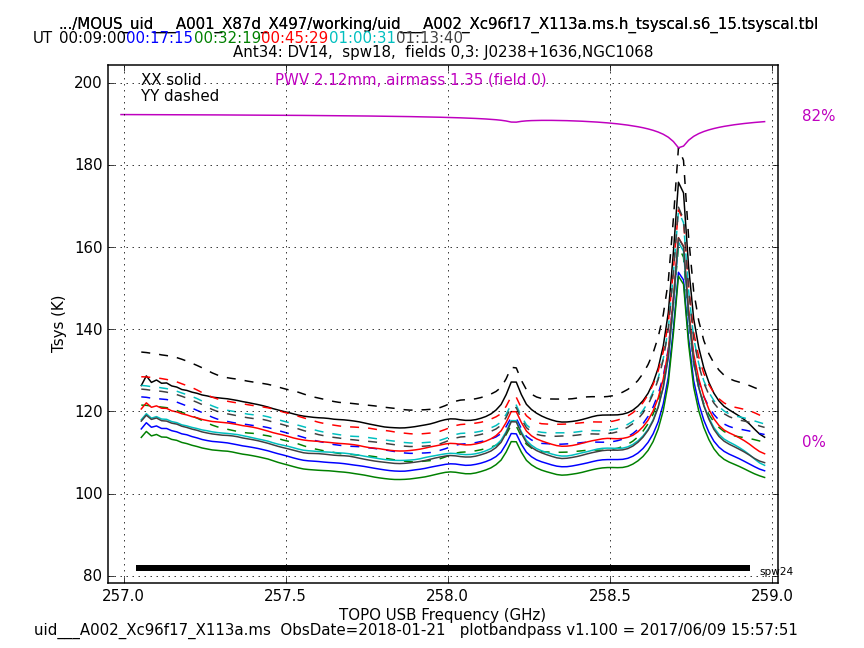 .../MOUS_uid___A001_X87d_X497/working/uid___A002_Xc96f17_X113a.ms.h_tsyscal.s6_15.tsyscal.tbl
UT 00:09:00 00:17:15 00:32:19 00:45:29 01:00:31 01:13:40
Ant34: DV14, spw18, fields 0,3: J0238+1636,NGC1068
XX solid
YY dashed
PWV 2.12mm, airmass 1.35 (field 0)
82%
0%
200
180
160
140
120
100
80
Tsys (K)
spw24
257.0 257.5 258.0 258.5 259.0
TOPO USB Frequency (GHz)
uid___A002_Xc96f17_X113a.ms ObsDate=2018-01-21 plotbandpass v1.100 = 2017/06/09 15:57:51